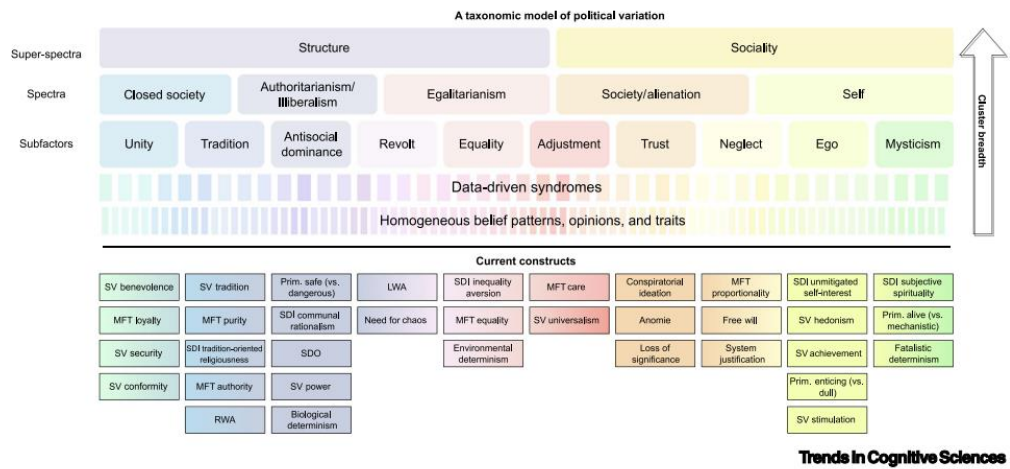 A taxonomic model of political variation
Super-spectra
Structure
Sociality
Spectra
Closed society
Authoritarianism/
Illiberalism
Egalitarianism
Society/alienation
Self
Subfactors
Unity
Tradition
Antisocial
dominance
Revolt
Equality
Adjustment
Trust
Neglect
Ego
Mysticism
Data-driven syndromes
Homogeneous belief patterns, opinions, and traits
Cluster breadth
Current constructs
SV benevolence
MFT loyalty
SV security
SV conformity
SV tradition
MFT purity
SDI tradition-oriented
religiousness
MFT authority
RWA
Prim. safe (vs.
dangerous)
SDI communal
rationalism
SDO
SV power
Biological
determinism
LWA
Need for chaos
SDI inequality
aversion
MFT equality
Environmental
determinism
MFT care
SV universalism
Conspiratorial
ideation
Anomie
Loss of
significance
MFT
proportionality
Free will
System
justification
SDI unmitigated
self-interest
SV hedonism
SV achievement
Prim. enticing (vs.
dull)
SV stimulation
SDI subjective
spirituality
Prim. alive (vs.
mechanistic)
Fatalistic
determinism
Trends in Cognitive Sciences